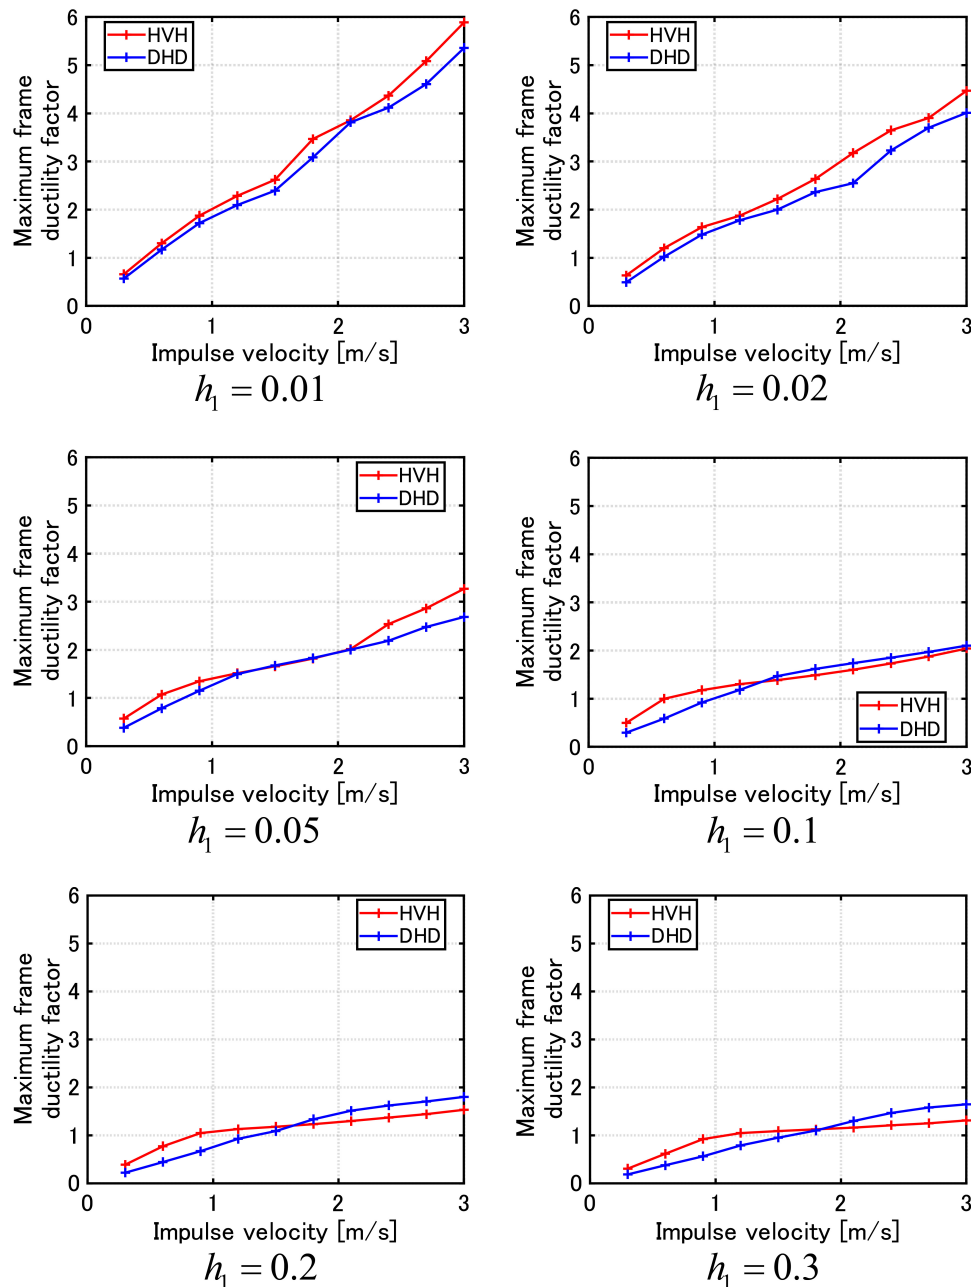 6
5
4
3
2
1
0
Maximum frame
ductility factor
HVH
DHD
0 1 2 3
Impulse velocity [m/s]
h₁ = 0.01
6
5
4
3
2
1
0
Maximum frame
ductility factor
HVH
DHD
0 1 2 3
Impulse velocity [m/s]
h₁ = 0.02
6
5
4
3
2
1
0
Maximum frame
ductility factor
HVH
DHD
0 1 2 3
Impulse velocity [m/s]
h₁ = 0.05
6
5
4
3
2
1
0
Maximum frame
ductility factor
HVH
DHD
0 1 2 3
Impulse velocity [m/s]
h₁ = 0.1
6
5
4
3
2
1
0
Maximum frame
ductility factor
HVH
DHD
0 1 2 3
Impulse velocity [m/s]
h₁ = 0.2
6
5
4
3
2
1
0
Maximum frame
ductility factor
HVH
DHD
0 1 2 3
Impulse velocity [m/s]
h₁ = 0.3